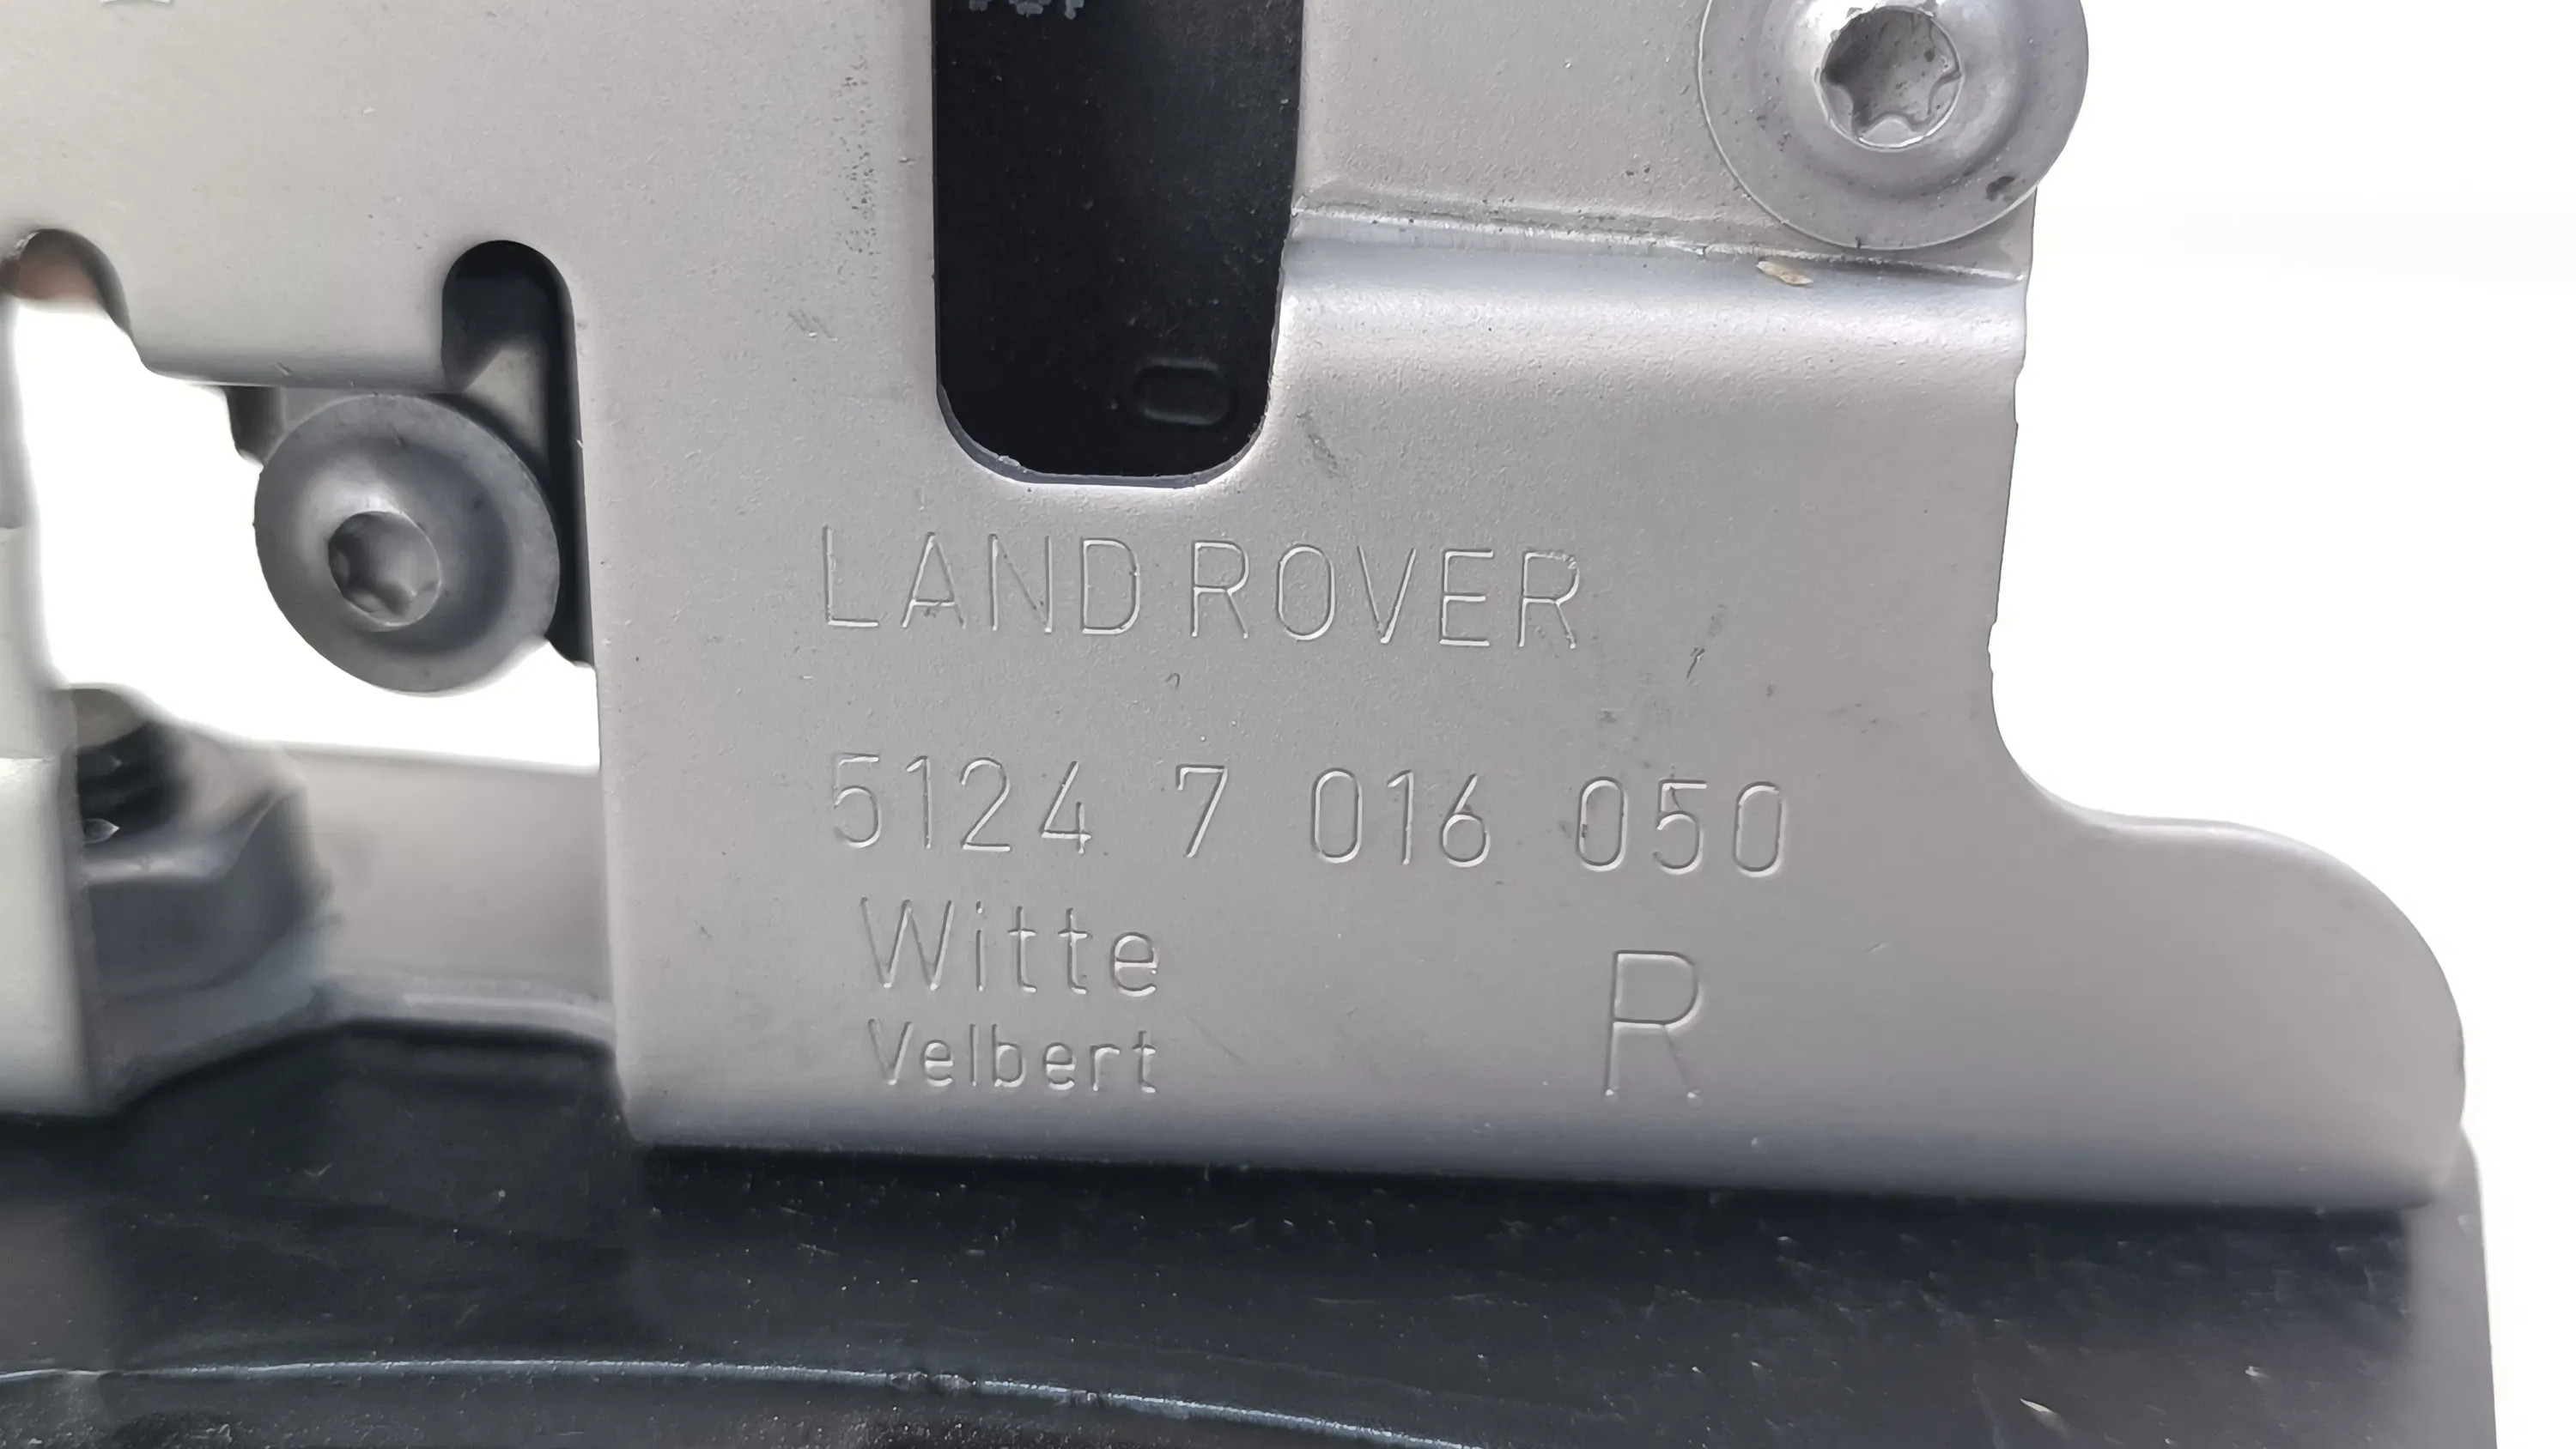 LAND ROVER
5124 7 016 050
Witte
Velbert
R